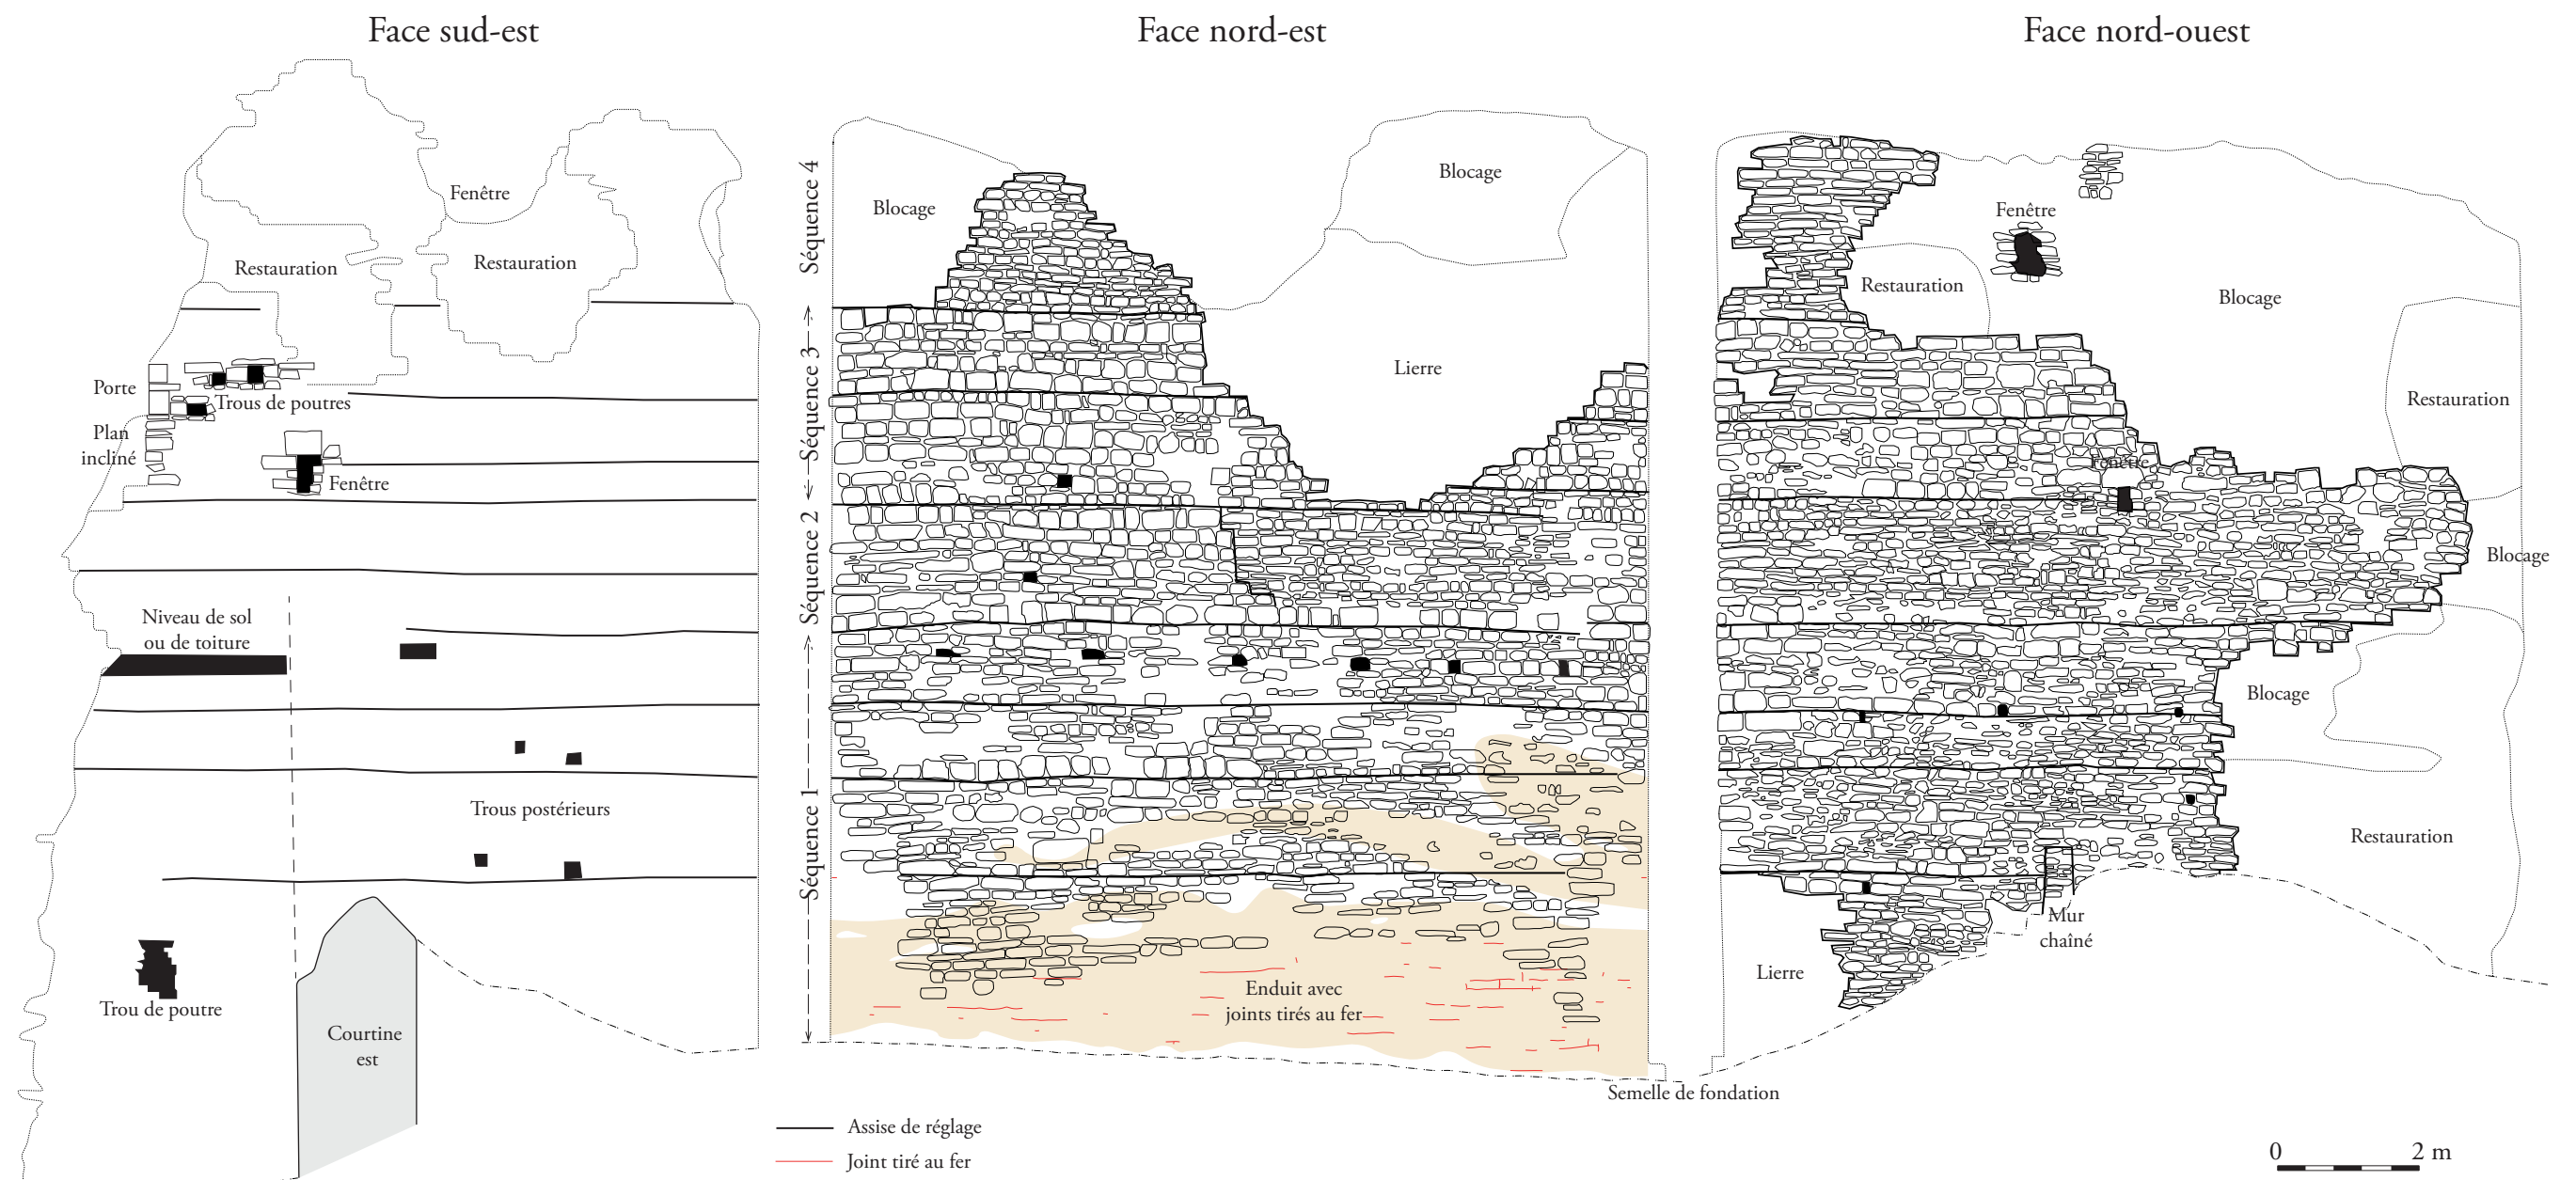 Face sud-est
Fenêtre
Restauration
Restauration
Porte
Trous de poutres
Plan
incliné
Fenêtre
Niveau de sol
ou de toiture
Trous postérieurs
Trou de poutre
Courtine
est
Face nord-est
Séquence 4
Séquence 3
Séquence 2
Séquence 1
Blocage
Blocage
Lierre
Enduit avec
joints tirés au fer
Semelle de fondation
Face nord-ouest
Fenêtre
Restauration
Blocage
Restauration
Fenêtre
Blocage
Blocage
Restauration
Mur
chaîné
Lierre
Assise de réglage
Joint tiré au fer
0 2 m